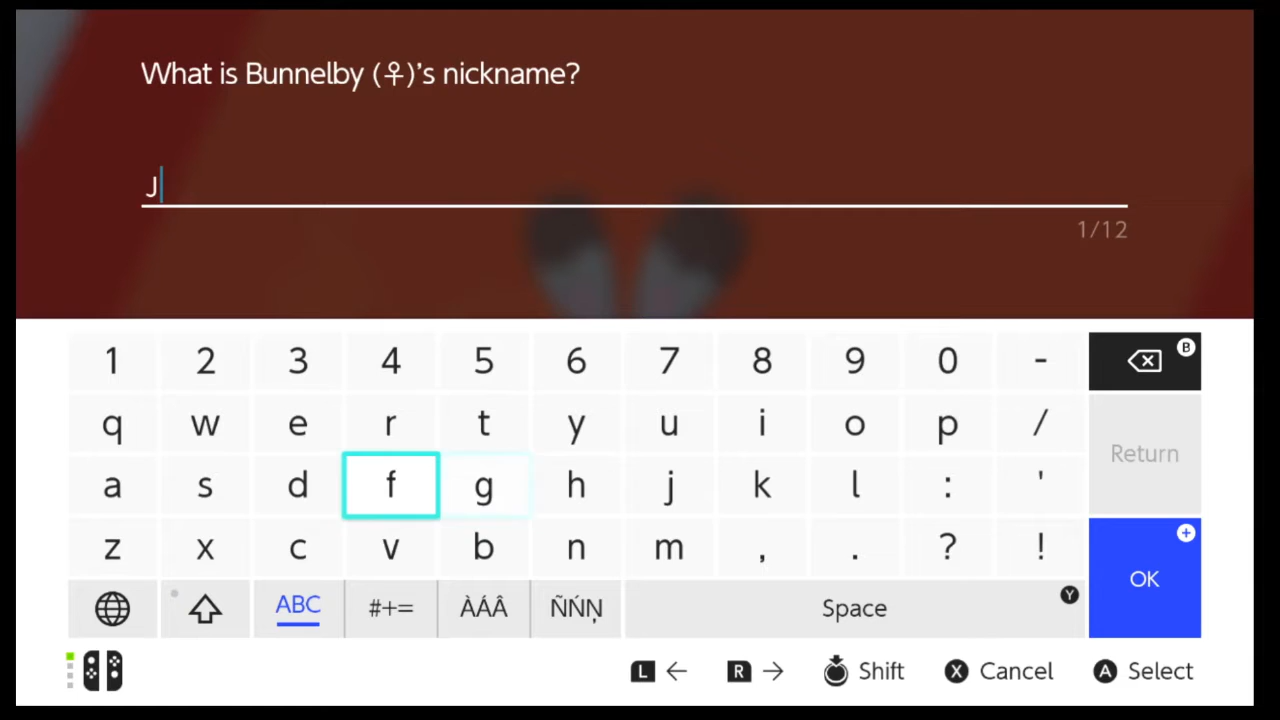 What is Bunnelby (♀)'s nickname?
J
1/12
1 2 3 4 5 6 7 8 9 0 - B
q w e r t y u i o p /
Return
a s d f g h j k l : '
z x c v b n m , . ? ! +
OK
ABC #+= ÀÁÂ ÑŃŅ Space Y
L ← R → Shift X Cancel A Select